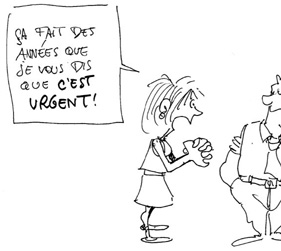 ÇA FAIT DES
ANNÉES QUE
JE VOUS DIS
QUE C'EST
URGENT!